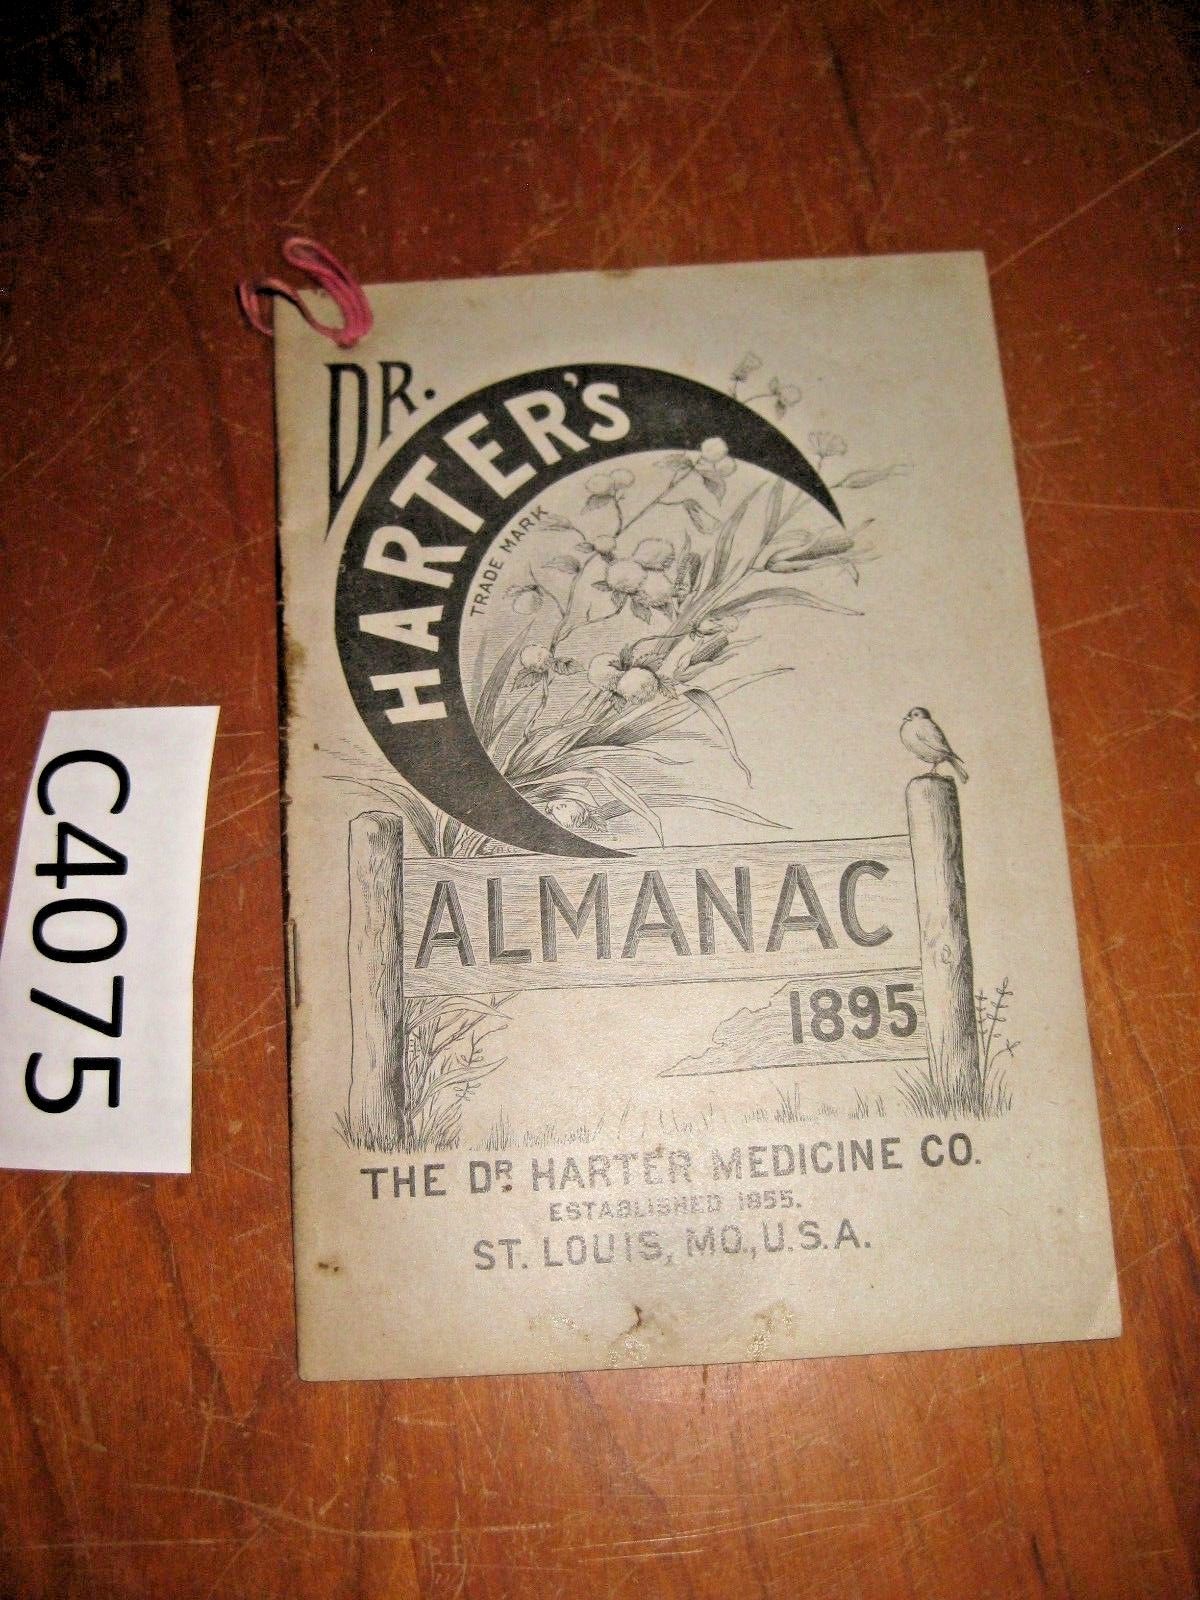 DR.
HARTER'S
TRADE MARK
ALMANAC
1895
THE DR HARTER MEDICINE CO.
ESTABLISHED 1855.
ST. LOUIS, MO., U.S.A.
C4075